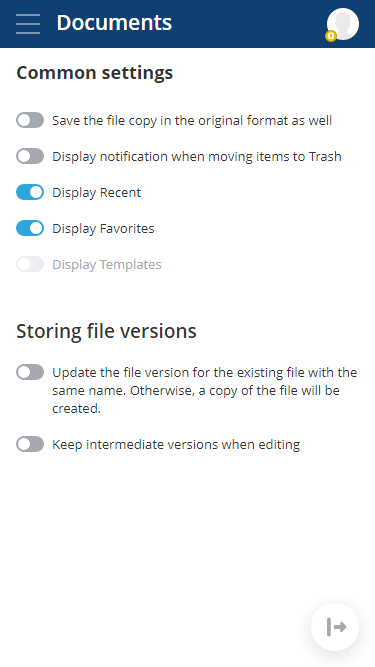 Documents
Common settings
Save the file copy in the original format as well
Display notification when moving items to Trash
Display Recent
Display Favorites
Display Templates
Storing file versions
Update the file version for the existing file with the
same name. Otherwise, a copy of the file will be
created.
Keep intermediate versions when editing